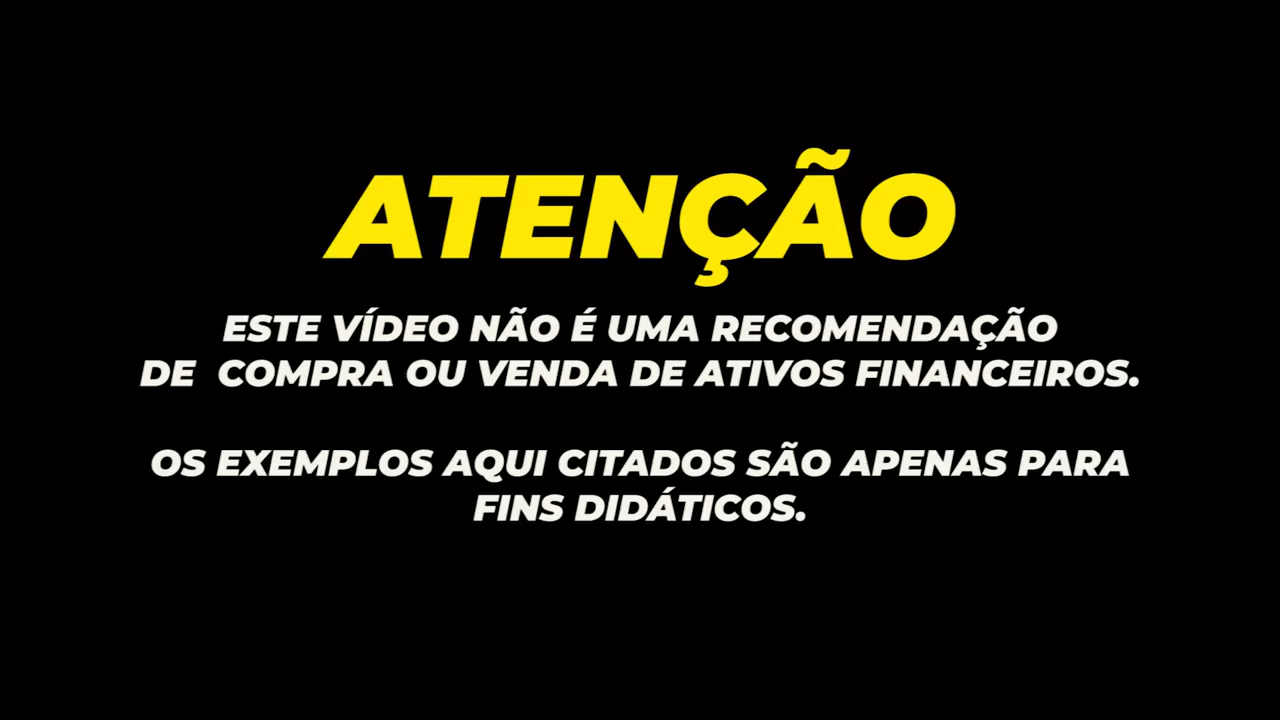 ATENÇÃO
ESTE VÍDEO NÃO É UMA RECOMENDAÇÃO
DE  COMPRA OU VENDA DE ATIVOS FINANCEIROS.
OS EXEMPLOS AQUI CITADOS SÃO APENAS PARA
FINS DIDÁTICOS.